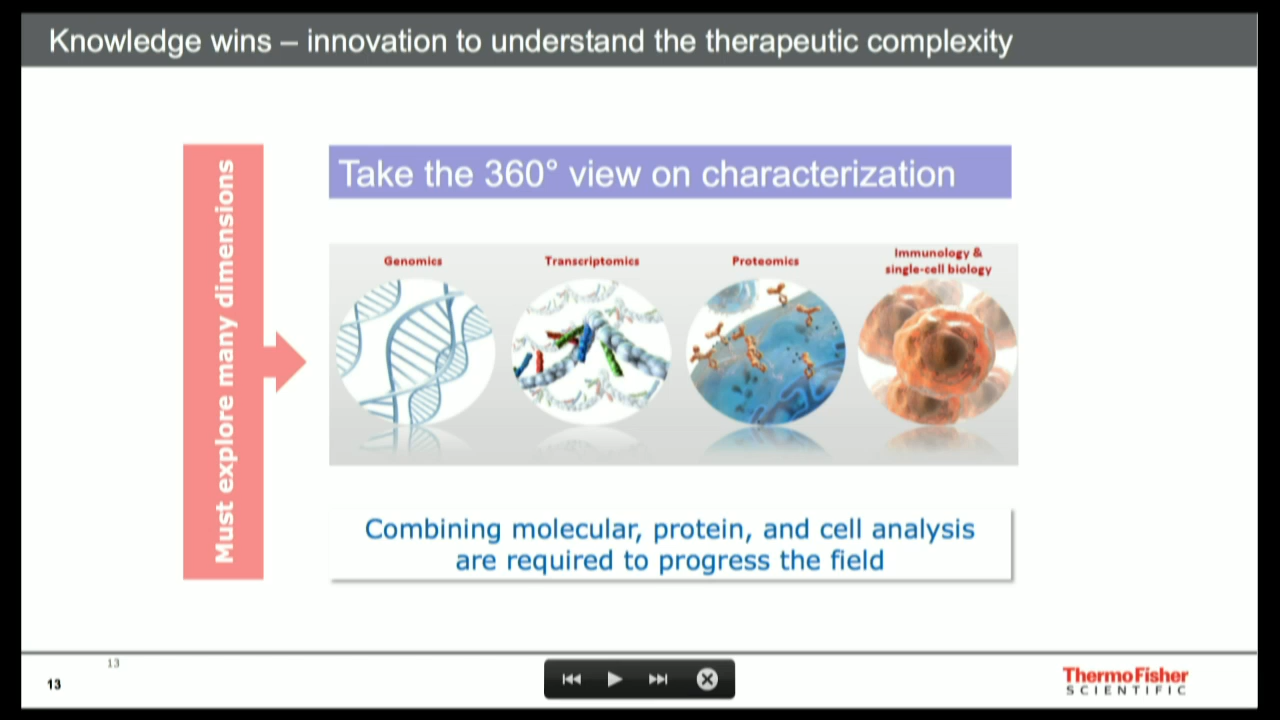 Knowledge wins – innovation to understand the therapeutic complexity
Must explore many dimensions
Take the 360° view on characterization
Genomics
Transcriptomics
Proteomics
Immunology &
single-cell biology
Combining molecular, protein, and cell analysis
are required to progress the field
13
13
ThermoFisher
SCIENTIFIC